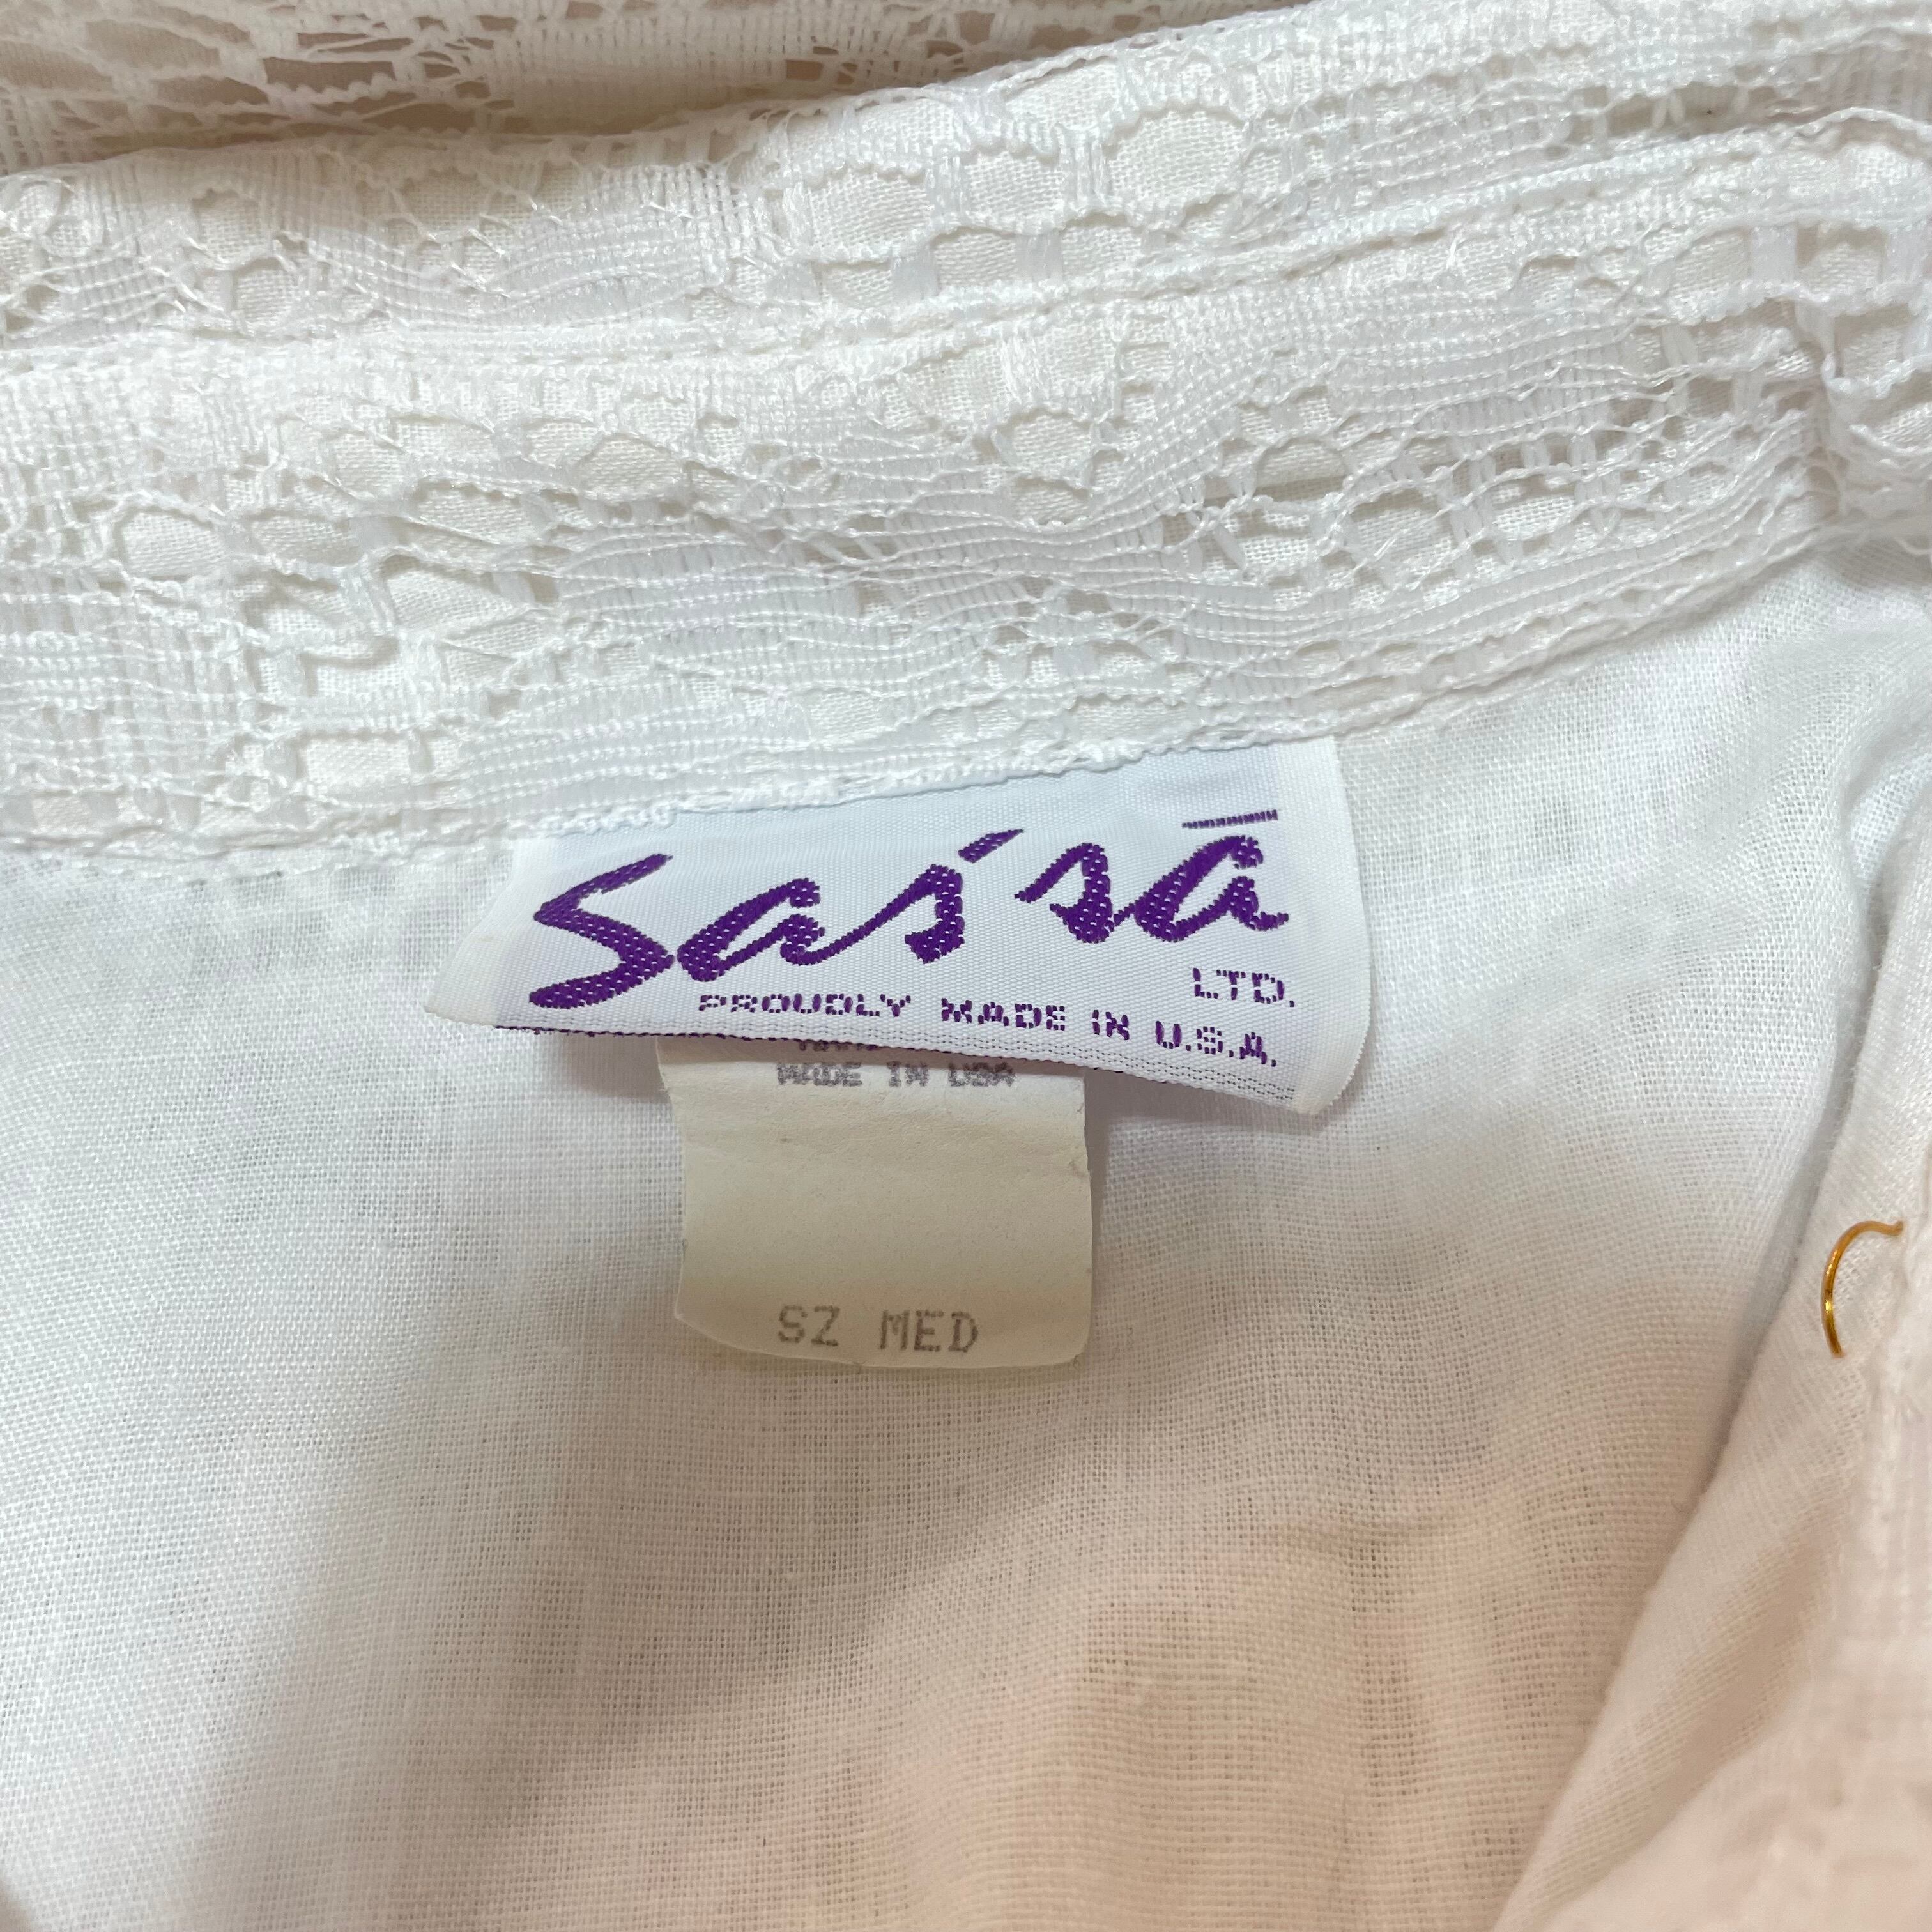 Sas'sā
LTD.
PROUDLY MADE IN U.S.A.
MADE IN USA
SZ MED